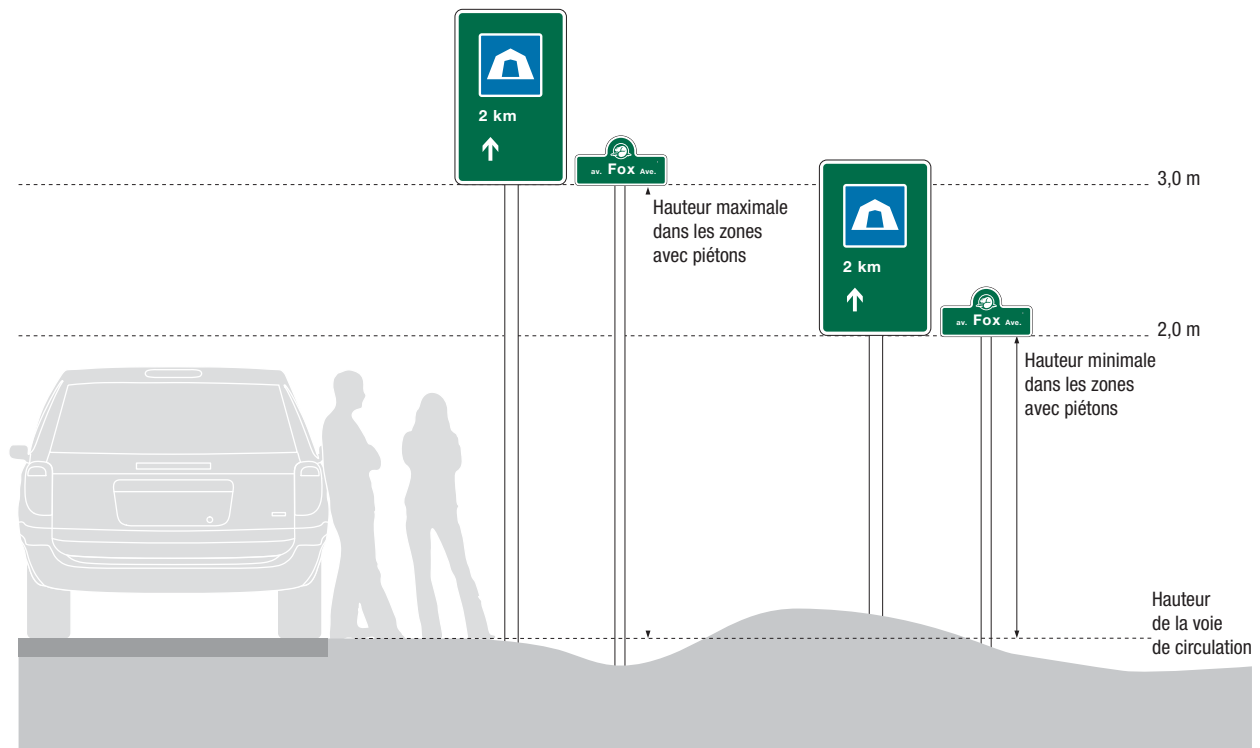 2 km
av. Fox Ave.
3,0 m
Hauteur maximale
dans les zones
avec piétons
2 km
av. Fox Ave.
2,0 m
Hauteur minimale
dans les zones
avec piétons
Hauteur
de la voie
de circulation